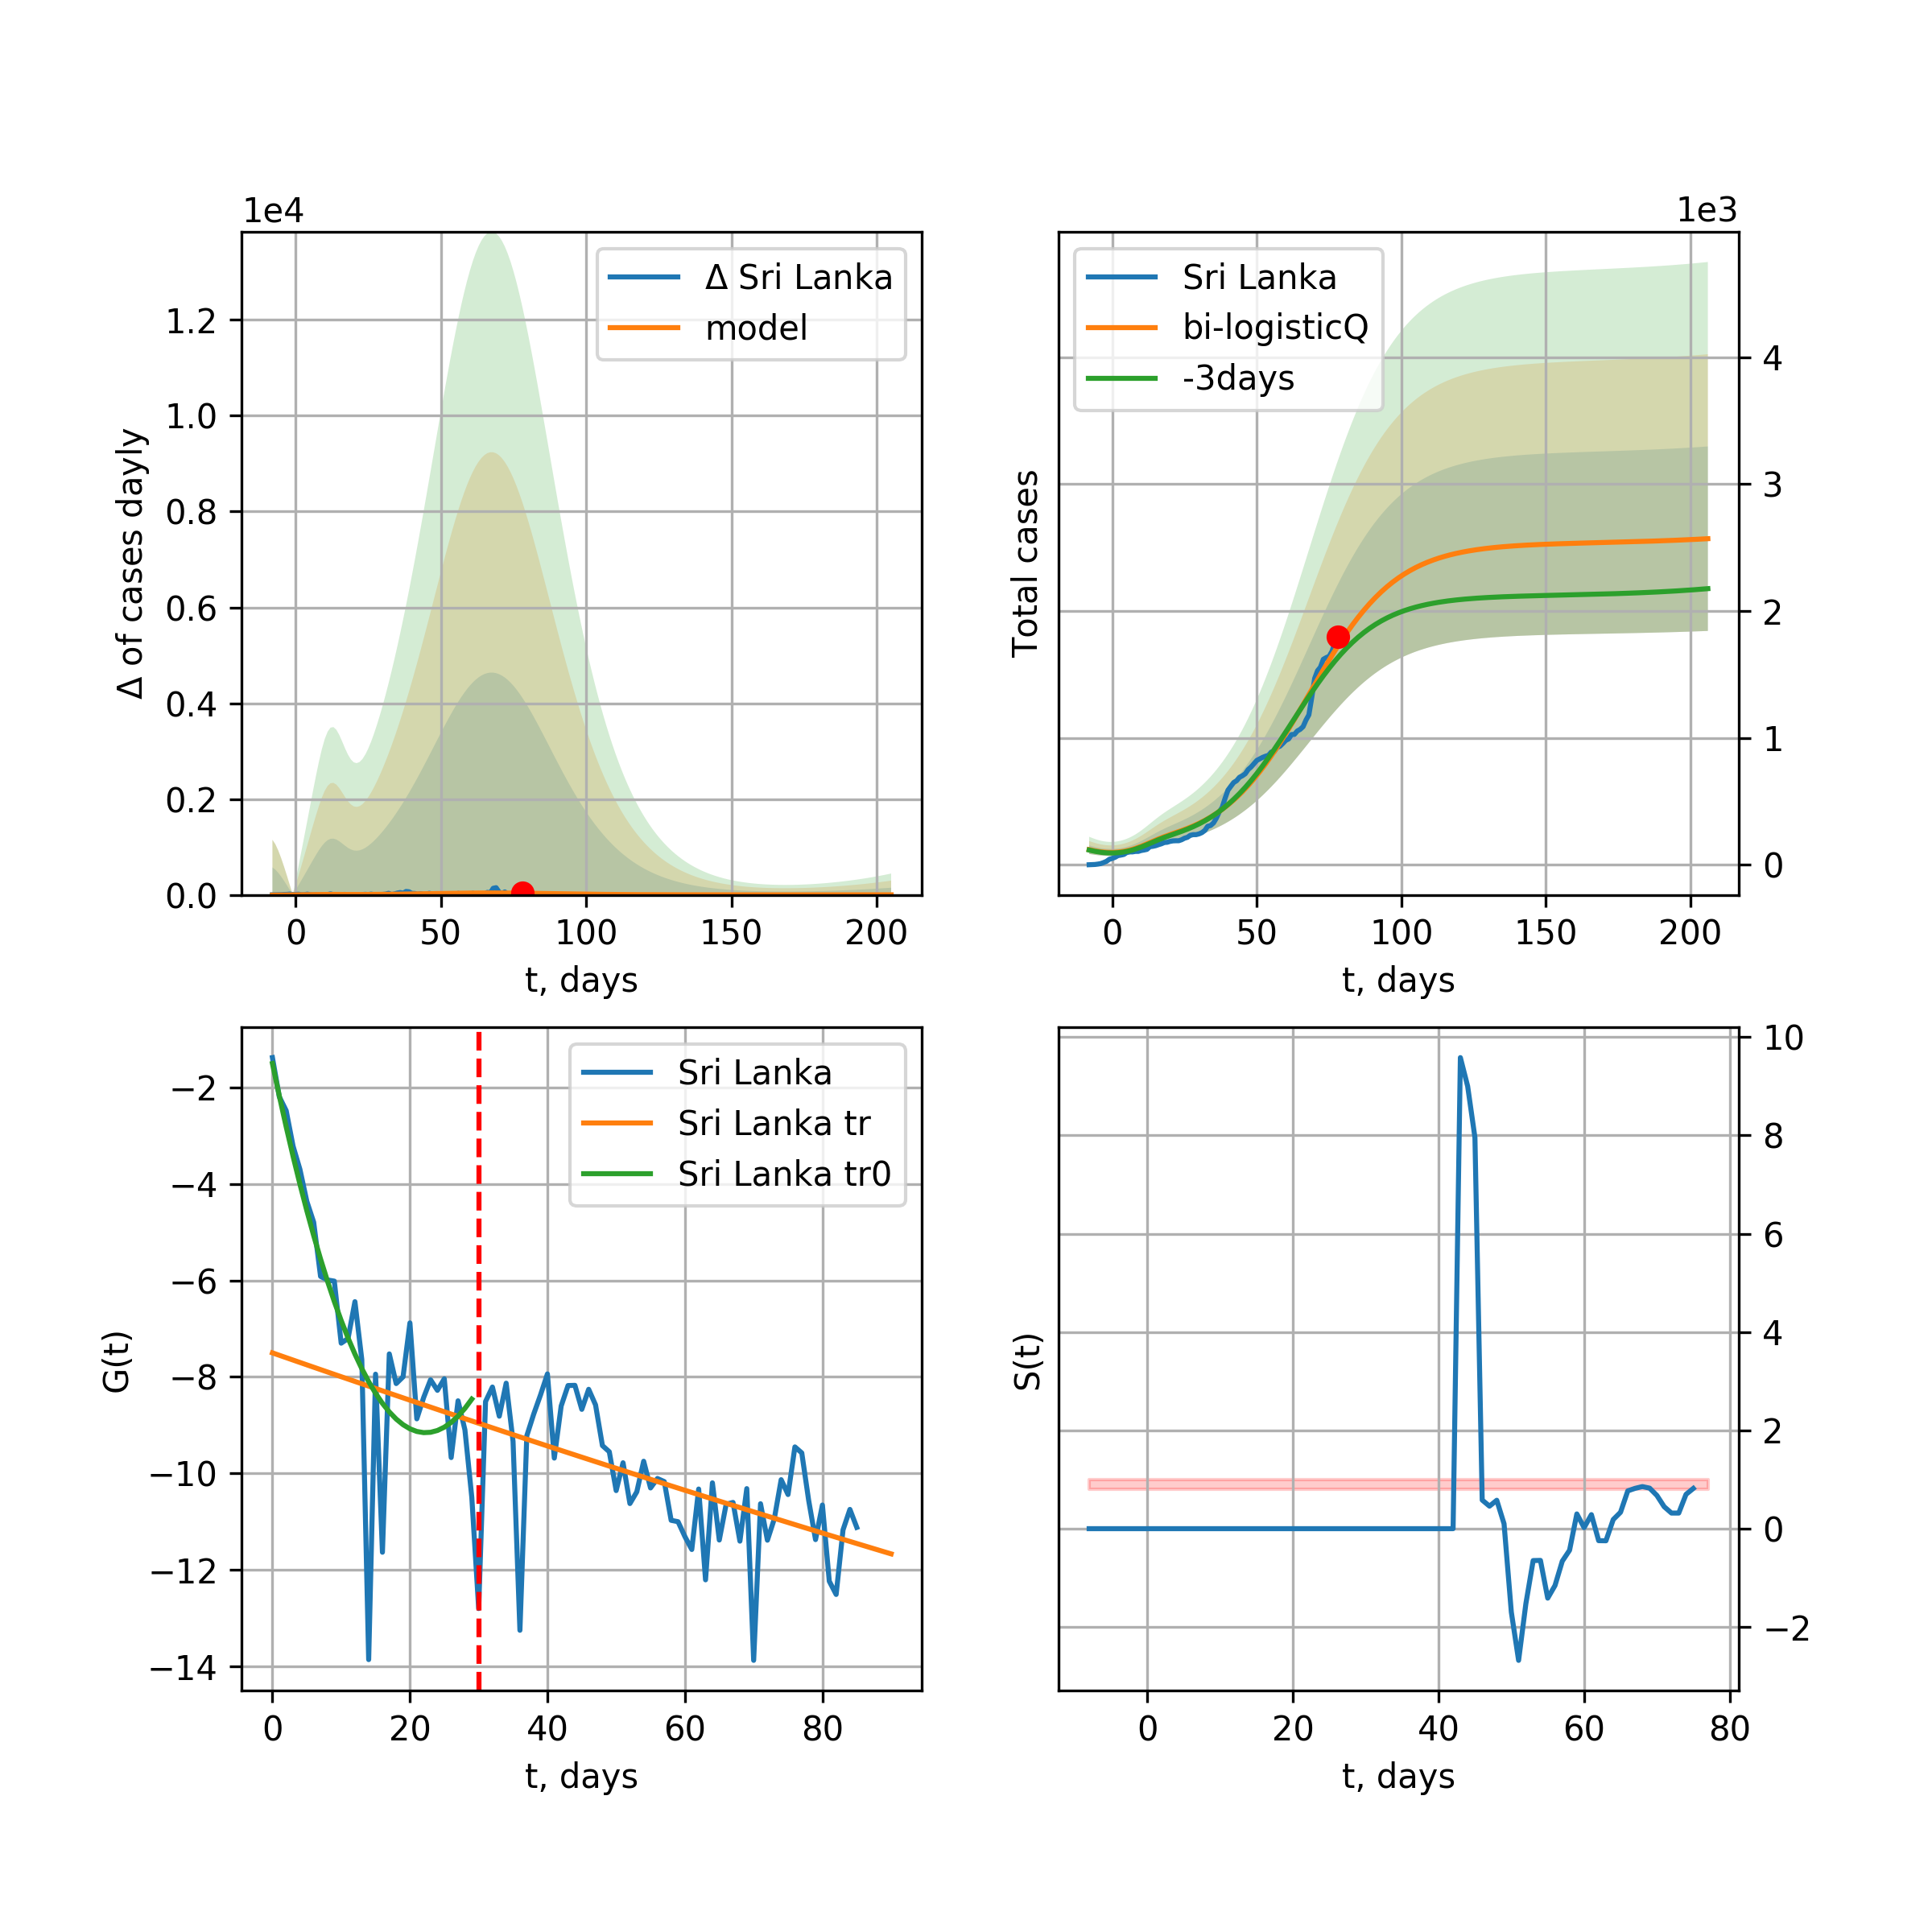 1e4
Δ of cases dayly
1.2
1.0
0.8
0.6
0.4
0.2
0.0
Δ Sri Lanka
model
0 50 100 150 200
t, days
1e3
Total cases
Sri Lanka
bi-logisticQ
-3days
4
3
2
1
0
0 50 100 150 200
t, days
G(t)
−2
−4
−6
−8
−10
−12
−14
Sri Lanka
Sri Lanka tr
Sri Lanka tr0
0 20 40 60 80
t, days
S(t)
10
8
6
4
2
0
−2
0 20 40 60 80
t, days